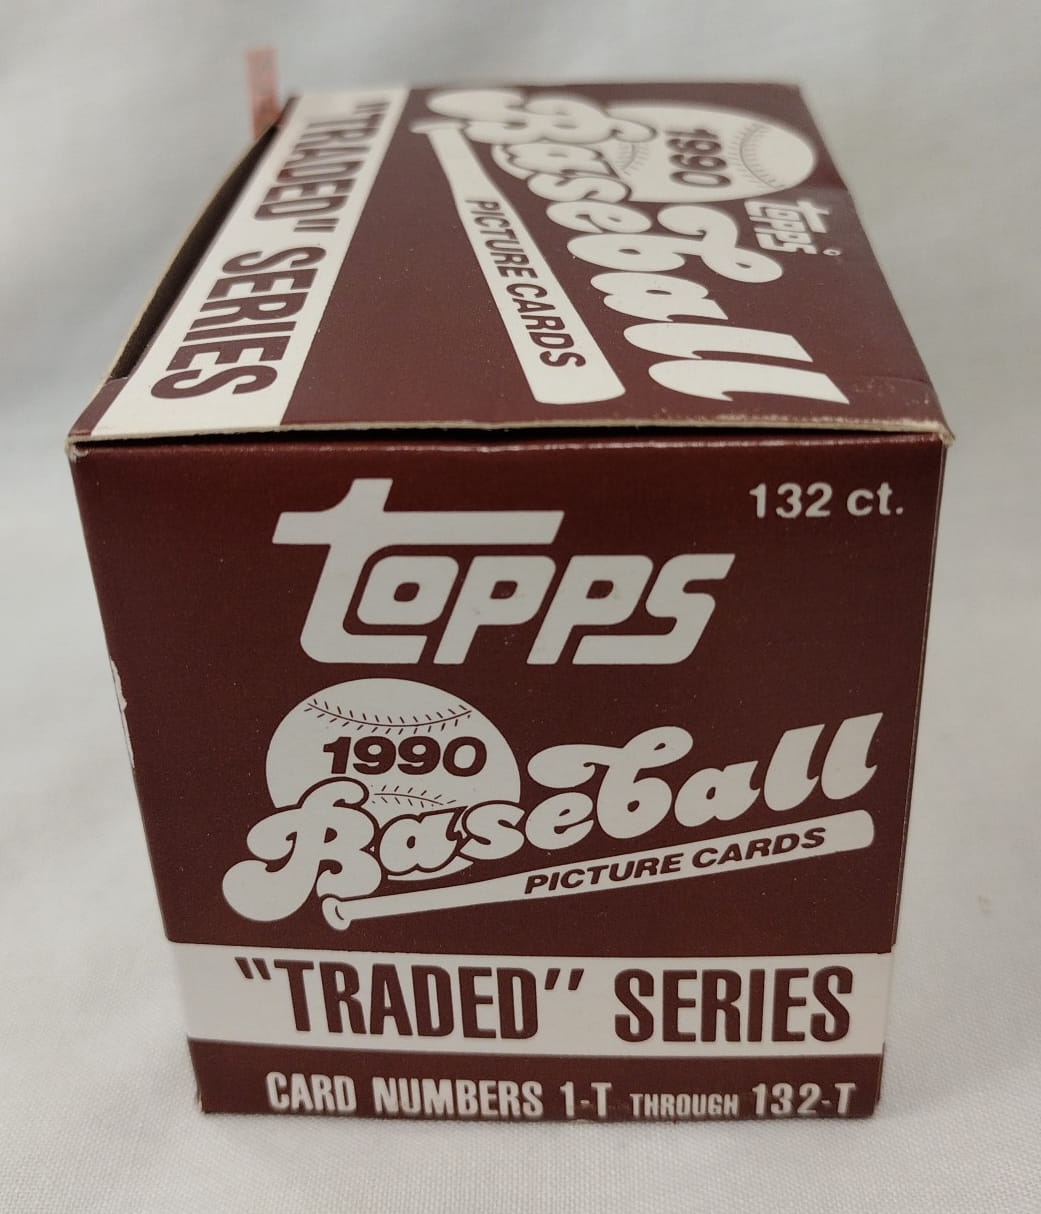 1990
topps
Baseball
PICTURE CARDS
"TRADED" SERIES
132 ct.
topps
1990
Baseball
PICTURE CARDS
"TRADED" SERIES
CARD NUMBERS 1-T THROUGH 132-T